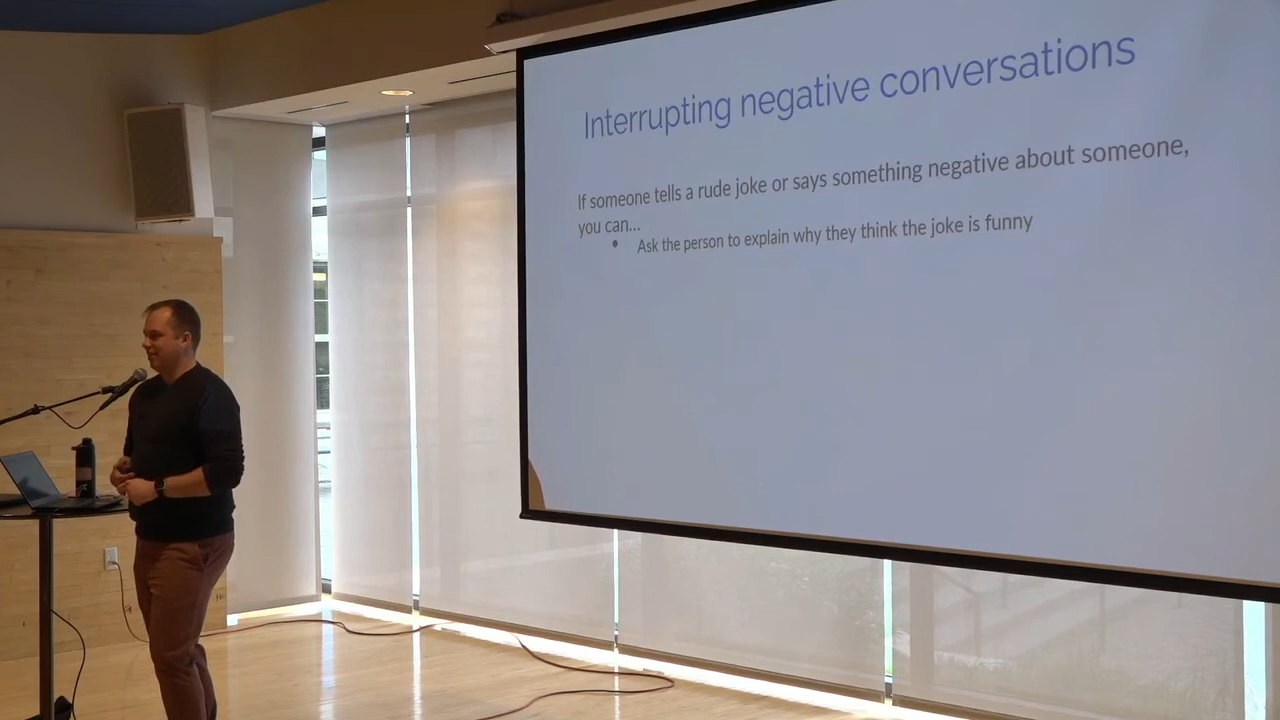 Interrupting negative conversations
If someone tells a rude joke or says something negative about someone,
you can...
• Ask the person to explain why they think the joke is funny